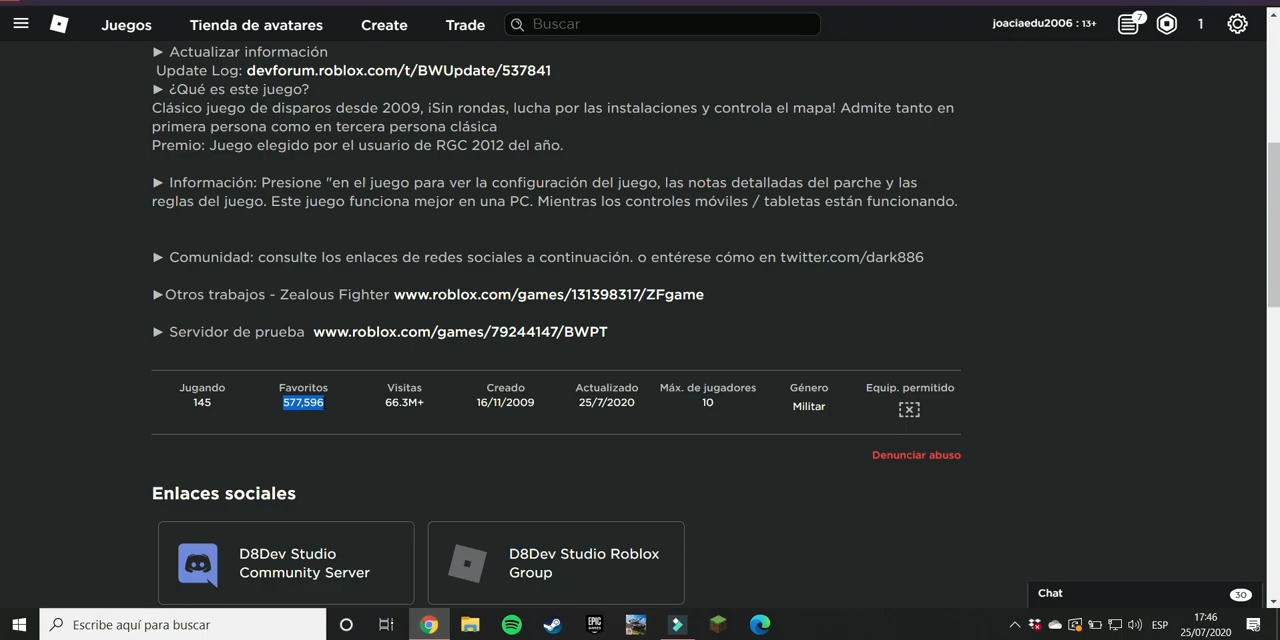 Juegos Tienda de avatares Create Trade Buscar joaciaedu2006 : 13+ 7 1
► Actualizar información
Update Log: devforum.roblox.com/t/BWUpdate/537841
► ¿Qué es este juego?
Clásico juego de disparos desde 2009, ¡Sin rondas, lucha por las instalaciones y controla el mapa! Admite tanto en
primera persona como en tercera persona clásica
Premio: Juego elegido por el usuario de RGC 2012 del año.
► Información: Presione "en el juego para ver la configuración del juego, las notas detalladas del parche y las
reglas del juego. Este juego funciona mejor en una PC. Mientras los controles móviles / tabletas están funcionando.
► Comunidad: consulte los enlaces de redes sociales a continuación. o entérese cómo en twitter.com/dark886
►Otros trabajos - Zealous Fighter www.roblox.com/games/131398317/ZFgame
► Servidor de prueba www.roblox.com/games/79244147/BWPT
Jugando Favoritos Visitas Creado Actualizado Máx. de jugadores Género Equip. permitido
145 577,596 66.3M+ 16/11/2009 25/7/2020 10 Militar
Denunciar abuso
Enlaces sociales
D8Dev Studio
Community Server
D8Dev Studio Roblox
Group
Chat 30
Escribe aquí para buscar
EPIC
GAMES
ESP
17:46
25/07/2020